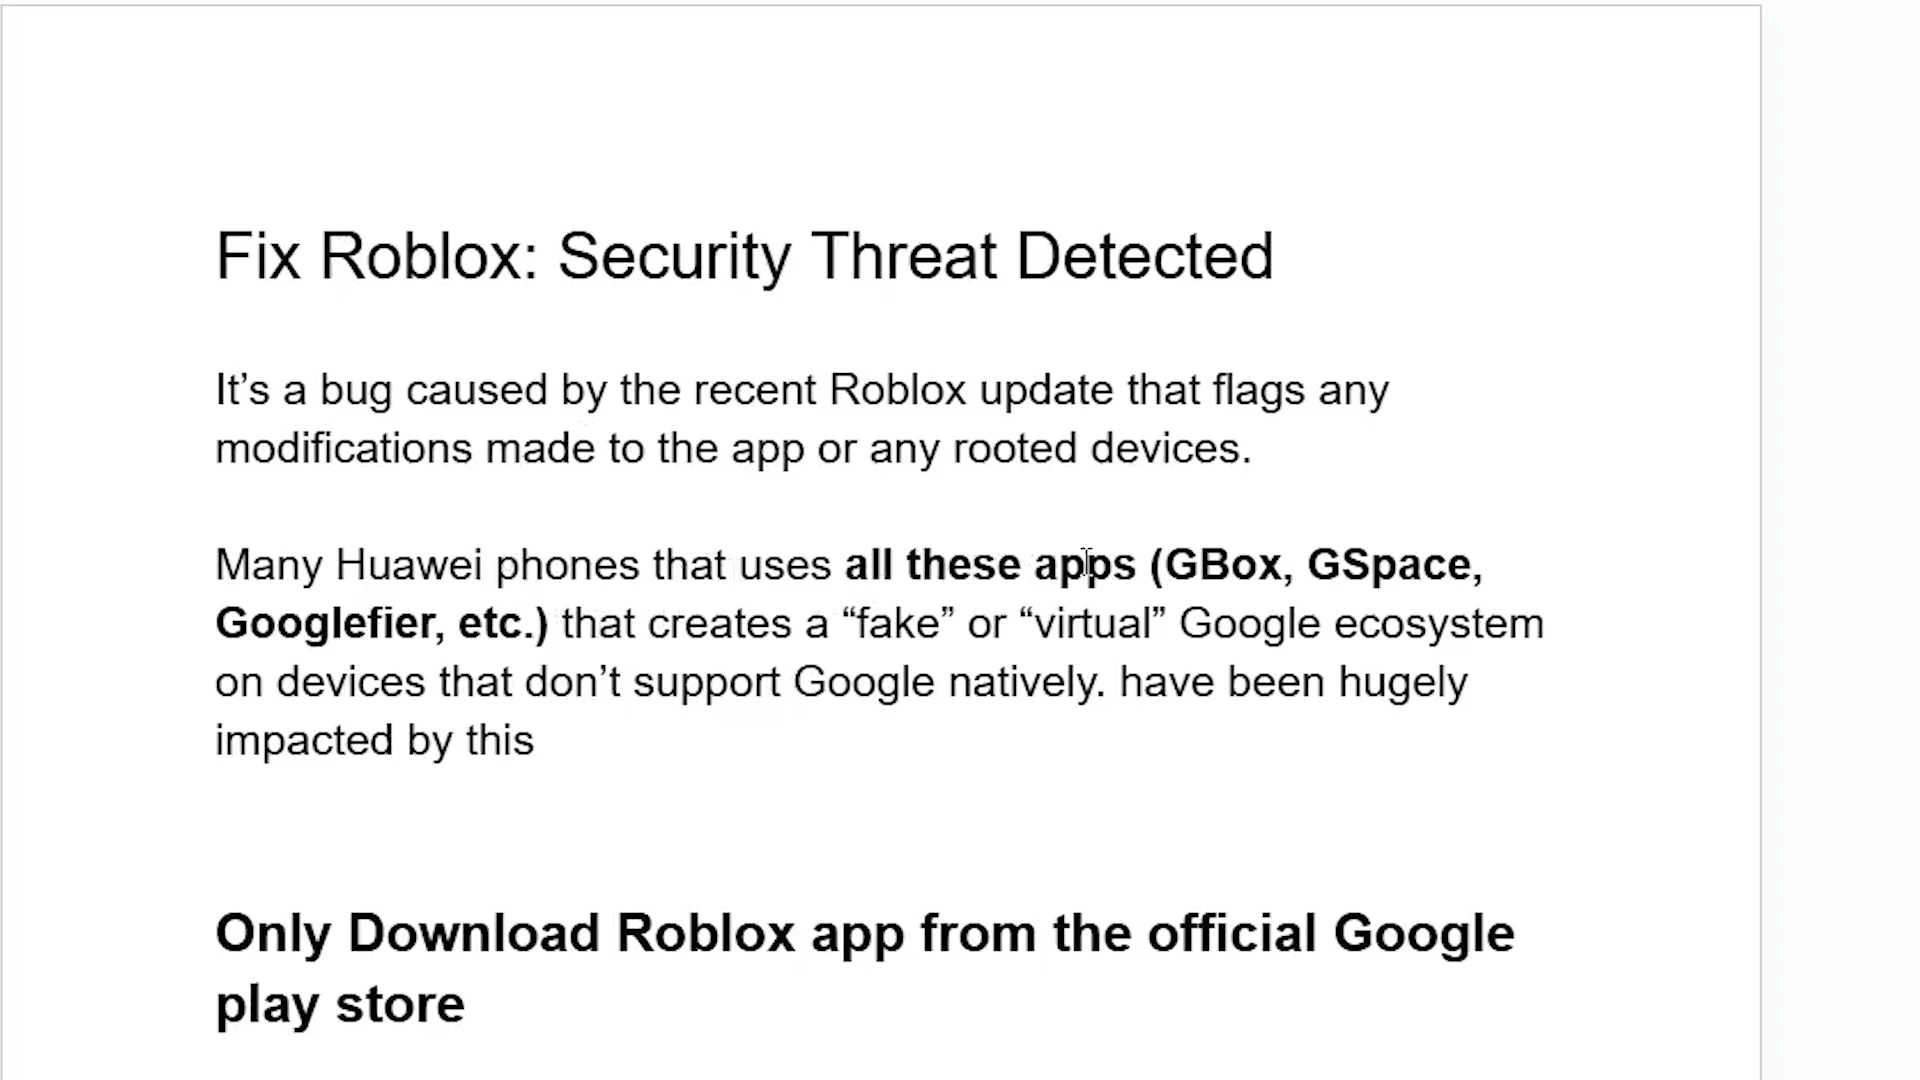 Fix Roblox: Security Threat Detected
It’s a bug caused by the recent Roblox update that flags any
modifications made to the app or any rooted devices.
Many Huawei phones that uses all these apps (GBox, GSpace,
Googlefier, etc.) that creates a “fake” or “virtual” Google ecosystem
on devices that don’t support Google natively. have been hugely
impacted by this
Only Download Roblox app from the official Google
play store